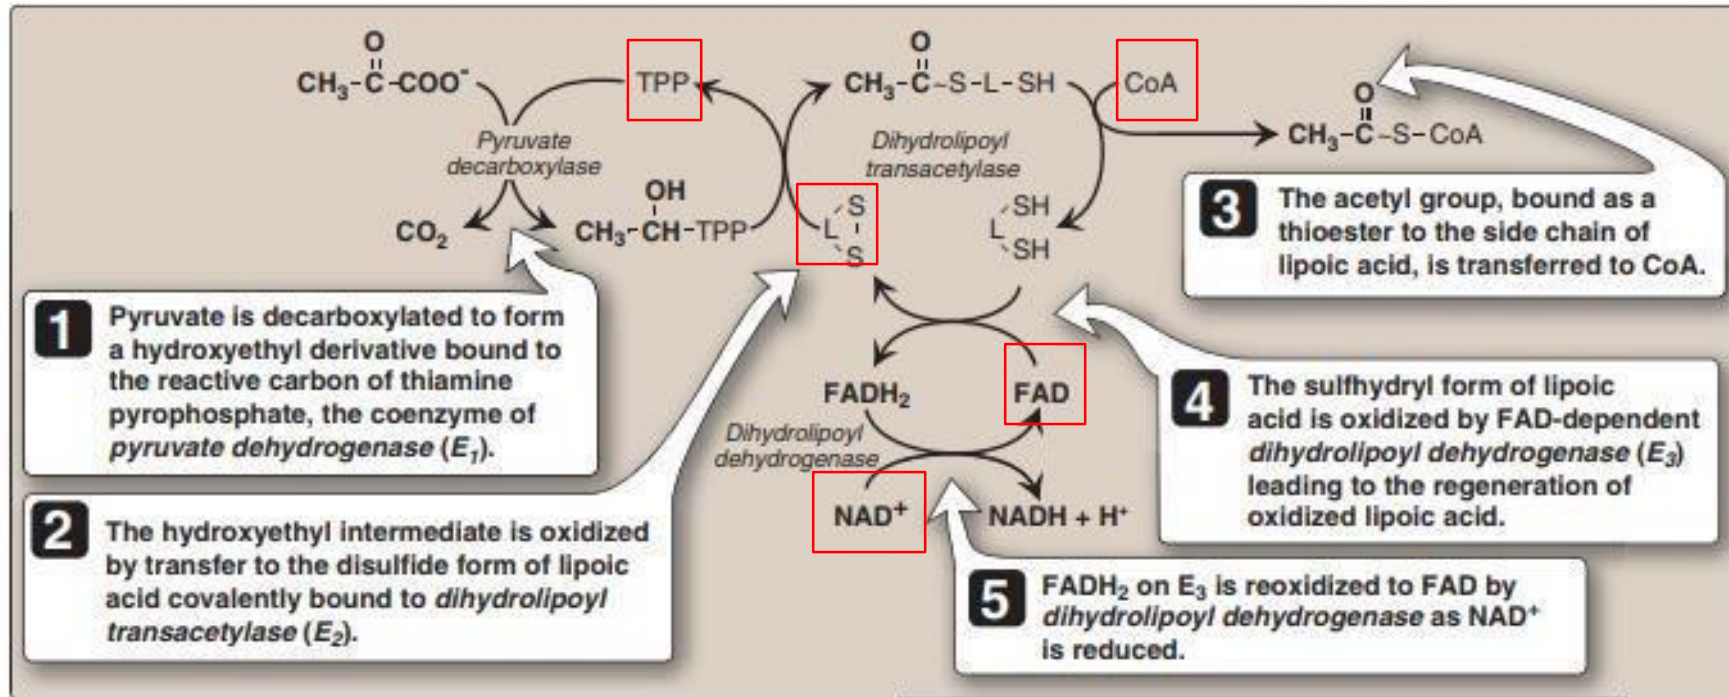 O
CH3-C-COO-
TPP
O
CH3-C~S-L-SH
CoA
O
CH3-C~S-CoA
Pyruvate
decarboxylase
Dihydrolipoyl
transacetylase
CO2
OH
CH3-CH-TPP
S
L
S
SH
L
SH
3
The acetyl group, bound as a
thioester to the side chain of
lipoic acid, is transferred to CoA.
1
Pyruvate is decarboxylated to form
a hydroxyethyl derivative bound to
the reactive carbon of thiamine
pyrophosphate, the coenzyme of
pyruvate dehydrogenase (E1).
FADH2
FAD
Dihydrolipoyl
dehydrogenase
NAD+
NADH + H+
4
The sulfhydryl form of lipoic
acid is oxidized by FAD-dependent
dihydrolipoyl dehydrogenase (E3)
leading to the regeneration of
oxidized lipoic acid.
2
The hydroxyethyl intermediate is oxidized
by transfer to the disulfide form of lipoic
acid covalently bound to dihydrolipoyl
transacetylase (E2).
5
FADH2 on E3 is reoxidized to FAD by
dihydrolipoyl dehydrogenase as NAD+
is reduced.